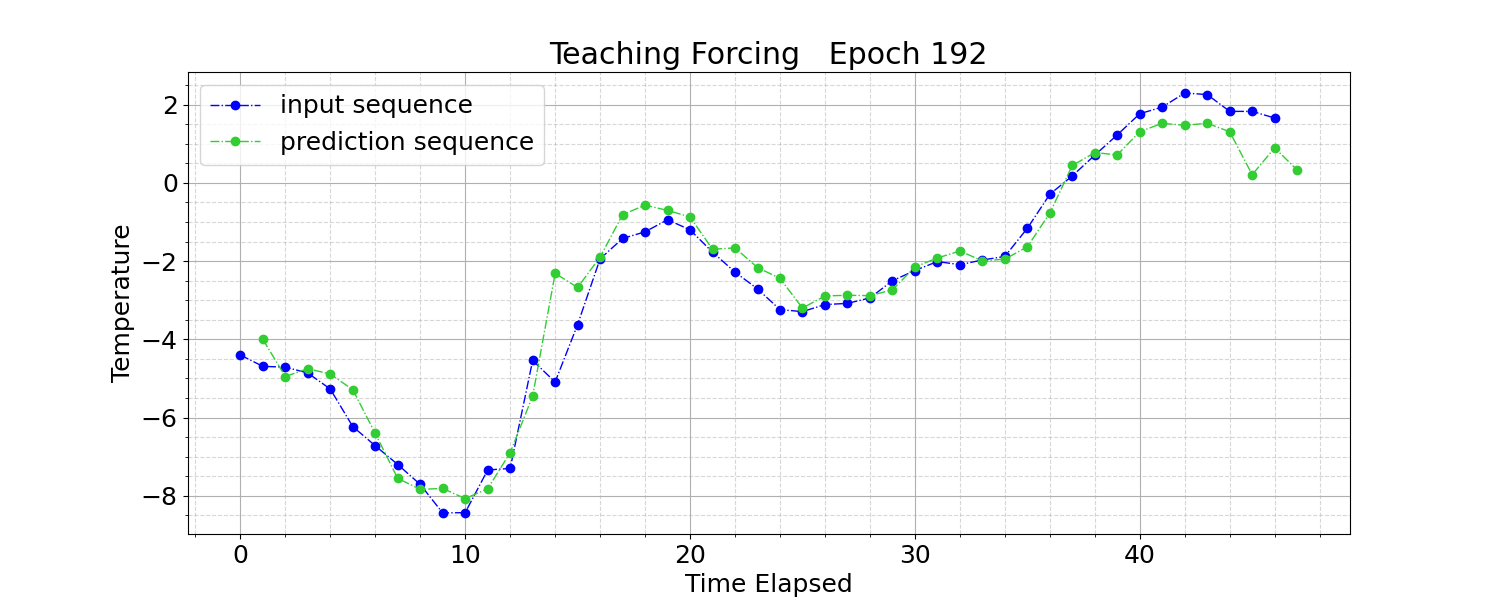 Teaching Forcing   Epoch 192
input sequence
prediction sequence
Temperature
2
0
−2
−4
−6
−8
0 10 20 30 40
Time Elapsed